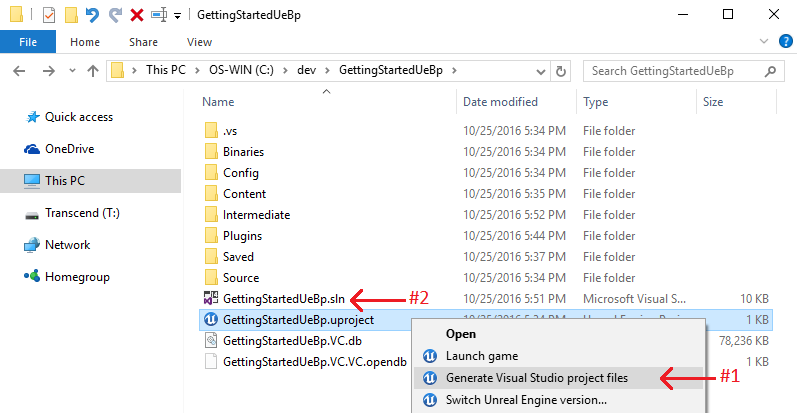 GettingStartedUeBp
File Home Share View
This PC > OS-WIN (C:) > dev > GettingStartedUeBp > Search GettingStartedUeBp
Name Date modified Type Size
Quick access
OneDrive
This PC
Transcend (T:)
Network
Homegroup
.vs 10/25/2016 5:34 PM File folder
Binaries 10/25/2016 5:34 PM File folder
Config 10/25/2016 5:34 PM File folder
Content 10/25/2016 5:35 PM File folder
Intermediate 10/25/2016 5:52 PM File folder
Plugins 10/25/2016 5:44 PM File folder
Saved 10/25/2016 5:37 PM File folder
Source 10/25/2016 5:34 PM File folder
GettingStartedUeBp.sln #2 10/25/2016 5:51 PM Microsoft Visual S... 10 KB
GettingStartedUeBp.uproject 1 KB
GettingStartedUeBp.VC.db 78,236 KB
GettingStartedUeBp.VC.VC.opendb 1 KB
Open
Launch game
Generate Visual Studio project files #1
Switch Unreal Engine version...